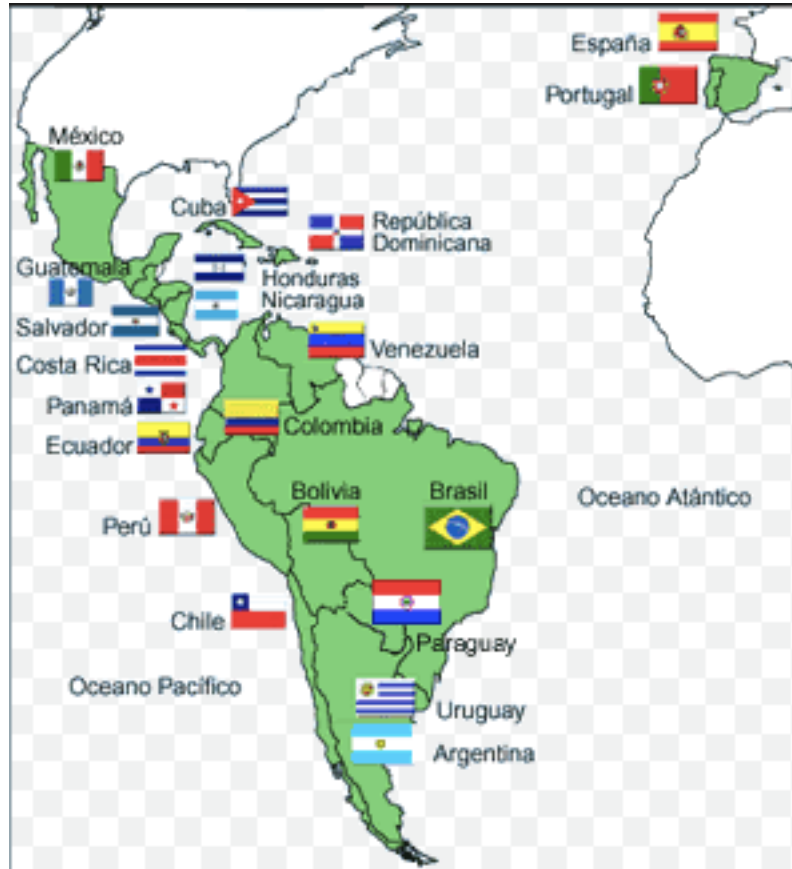 España
Portugal
México
Cuba
República
Dominicana
Guatemala
Honduras
Nicaragua
Salvador
Venezuela
Costa Rica
Panamá
Colombia
Ecuador
Bolivia
Brasil
Oceano Atántico
Perú
Chile
Paraguay
Oceano Pacífico
Uruguay
Argentina